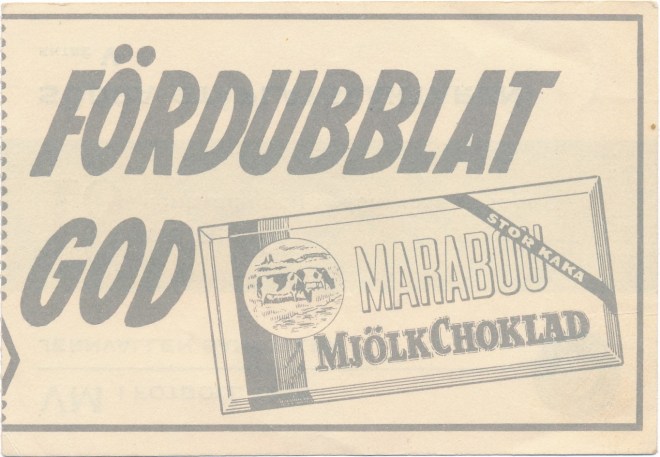 FÖRDUBBLAT
GOD
STOR KAKA
MARABOU
MJÖLKCHOKLAD